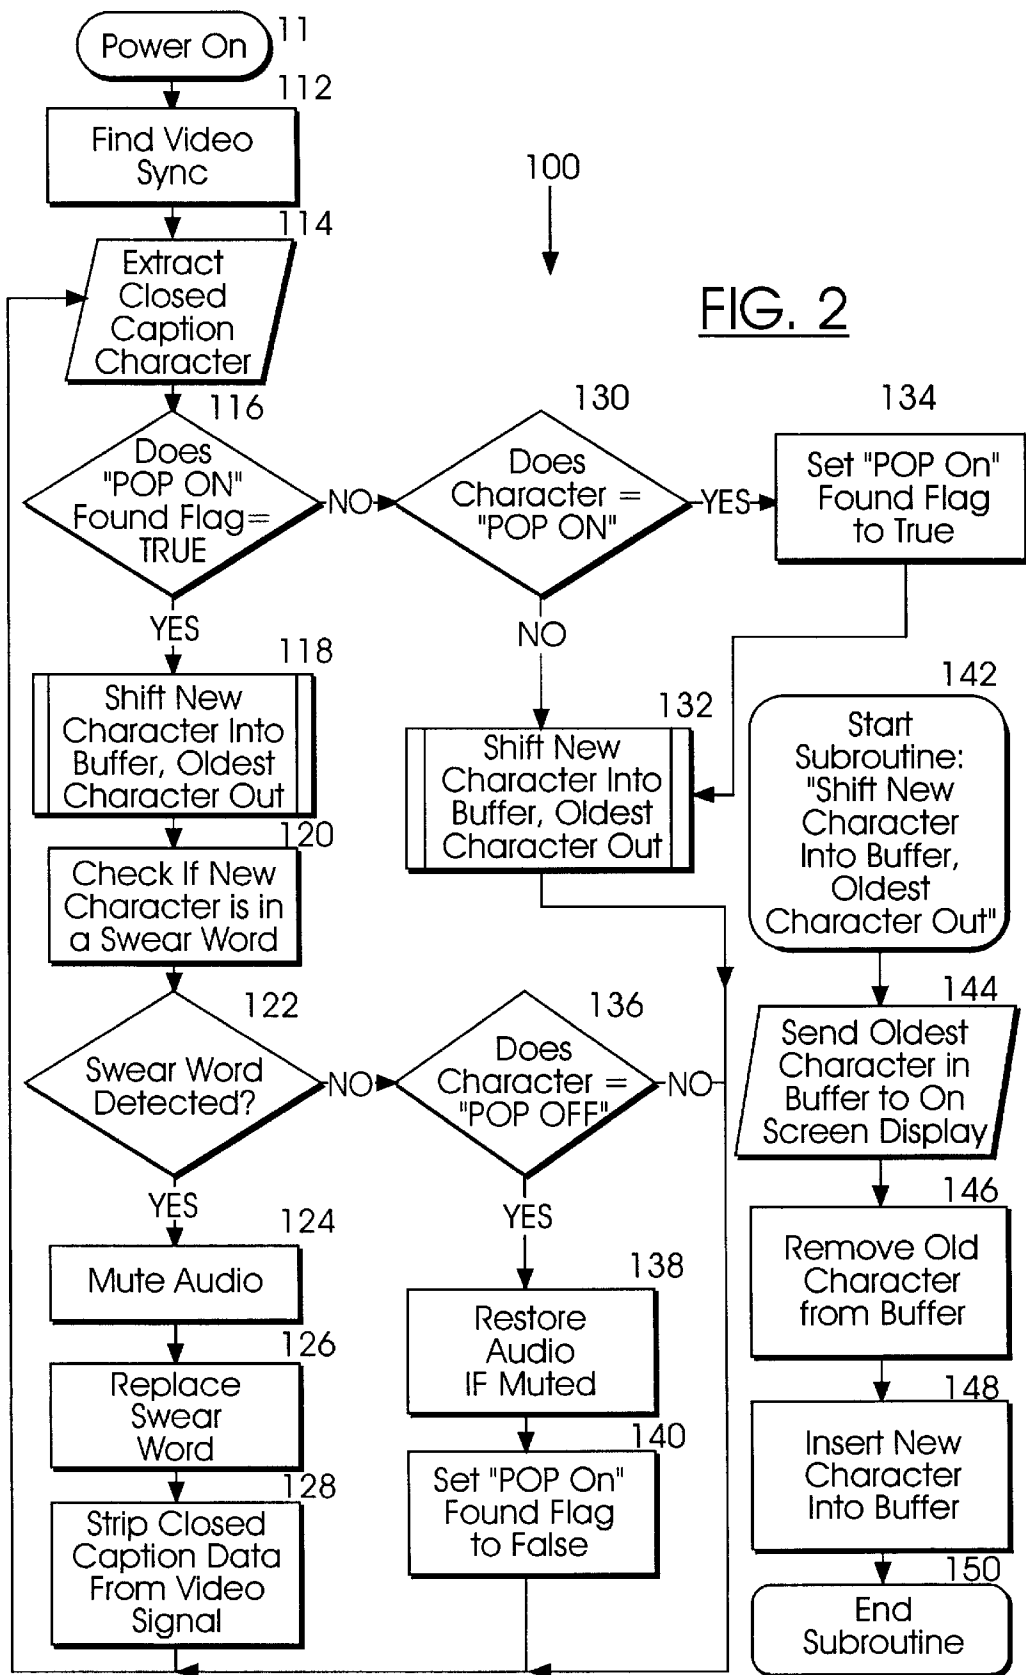 11
Power On
112
Find Video
Sync
100
114
Extract
Closed
Caption
Character
FIG. 2
116
Does
"POP ON"
Found Flag=
TRUE
NO
130
Does
Character =
"POP ON"
YES
134
Set "POP On"
Found Flag
to True
YES
NO
118
Shift New
Character Into
Buffer, Oldest
Character Out
132
Shift New
Character Into
Buffer, Oldest
Character Out
120
Check If New
Character is in
a Swear Word
122
Swear Word
Detected?
NO
136
Does
Character =
"POP OFF"
NO
YES
124
Mute Audio
126
Replace
Swear
Word
128
Strip Closed
Caption Data
From Video
Signal
YES
138
Restore
Audio
IF Muted
140
Set "POP On"
Found Flag
to False
142
Start
Subroutine:
"Shift New
Character
Into Buffer,
Oldest
Character Out"
144
Send Oldest
Character in
Buffer to On
Screen Display
146
Remove Old
Character
from Buffer
148
Insert New
Character
Into Buffer
150
End
Subroutine